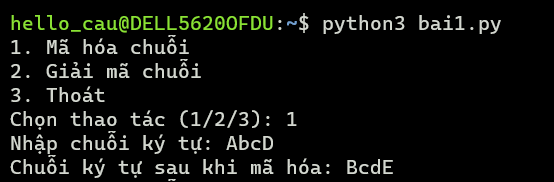 hello_cau@DELL5620OFDU:~$ python3 bai1.py
1. Mã hóa chuỗi
2. Giải mã chuỗi
3. Thoát
Chọn thao tác (1/2/3): 1
Nhập chuỗi ký tự: AbcD
Chuỗi ký tự sau khi mã hóa: BcdE